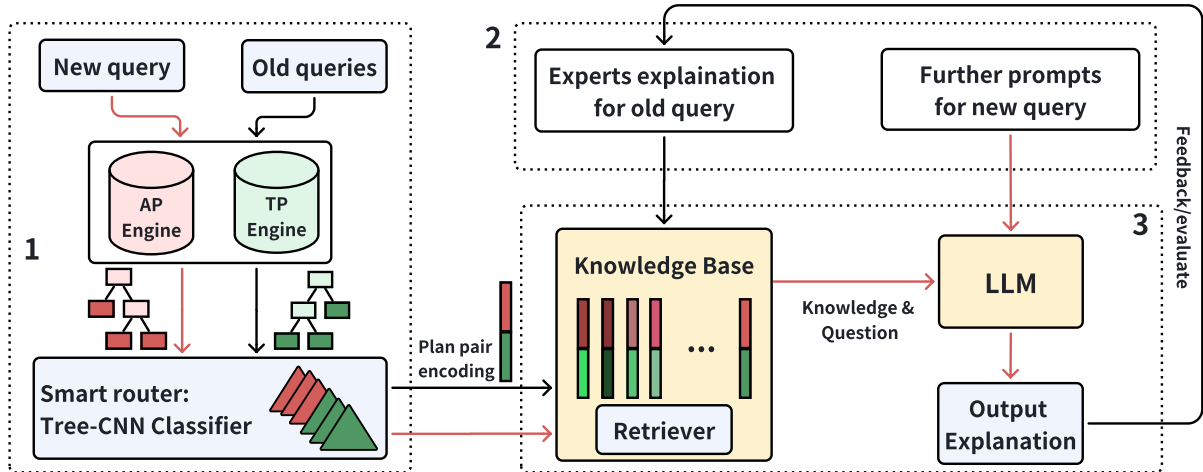 1
New query
Old queries
AP
Engine
TP
Engine
Smart router:
Tree-CNN Classifier
Plan pair
encoding
2
Experts explaination
for old query
Further prompts
for new query
3
Knowledge Base
...
Retriever
Knowledge &
Question
LLM
Output
Explanation
Feedback/evaluate